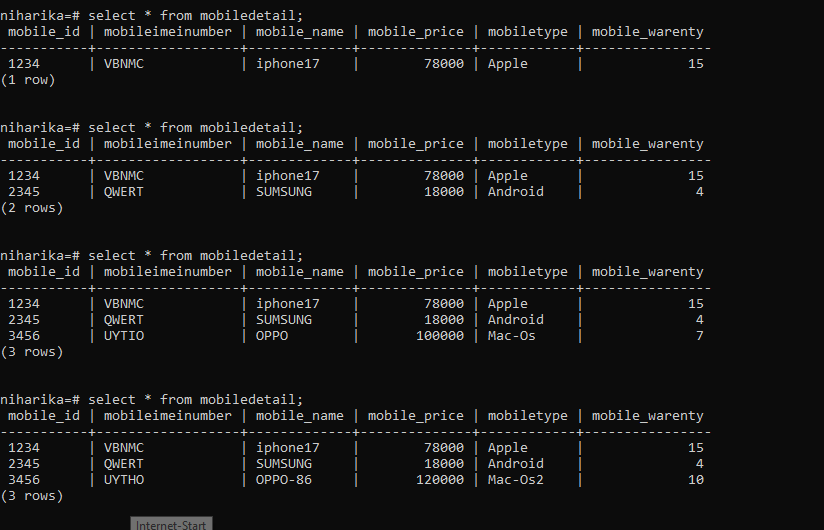 niharika=# select * from mobiledetail;
 mobile_id | mobileimeinumber | mobile_name | mobile_price | mobiletype | mobile_warenty
-----------+------------------+-------------+--------------+------------+----------------
 1234      | VBNMC            | iphone17    |        78000 | Apple      |             15
(1 row)
niharika=# select * from mobiledetail;
 mobile_id | mobileimeinumber | mobile_name | mobile_price | mobiletype | mobile_warenty
-----------+------------------+-------------+--------------+------------+----------------
 1234      | VBNMC            | iphone17    |        78000 | Apple      |             15
 2345      | QWERT            | SUMSUNG     |        18000 | Android    |              4
(2 rows)
niharika=# select * from mobiledetail;
 mobile_id | mobileimeinumber | mobile_name | mobile_price | mobiletype | mobile_warenty
-----------+------------------+-------------+--------------+------------+----------------
 1234      | VBNMC            | iphone17    |        78000 | Apple      |             15
 2345      | QWERT            | SUMSUNG     |        18000 | Android    |              4
 3456      | UYTIO            | OPPO        |       100000 | Mac-Os     |              7
(3 rows)
niharika=# select * from mobiledetail;
 mobile_id | mobileimeinumber | mobile_name | mobile_price | mobiletype | mobile_warenty
-----------+------------------+-------------+--------------+------------+----------------
 1234      | VBNMC            | iphone17    |        78000 | Apple      |             15
 2345      | QWERT            | SUMSUNG     |        18000 | Android    |              4
 3456      | UYTHO            | OPPO-86     |       120000 | Mac-Os2    |             10
(3 rows)
Internet-Start